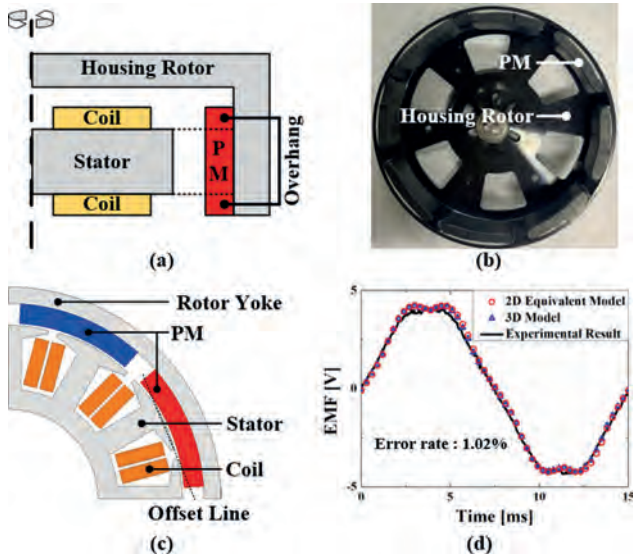 Housing Rotor
Coil
Stator
Coil
PM
Overhang
(a)
PM
Housing Rotor
(b)
Rotor Yoke
PM
Stator
Coil
Offset Line
(c)
5
0
-5
EMF [V]
2D Equivalent Model
3D Model
Experimental Result
Error rate : 1.02%
0
5
10
15
Time [ms]
(d)